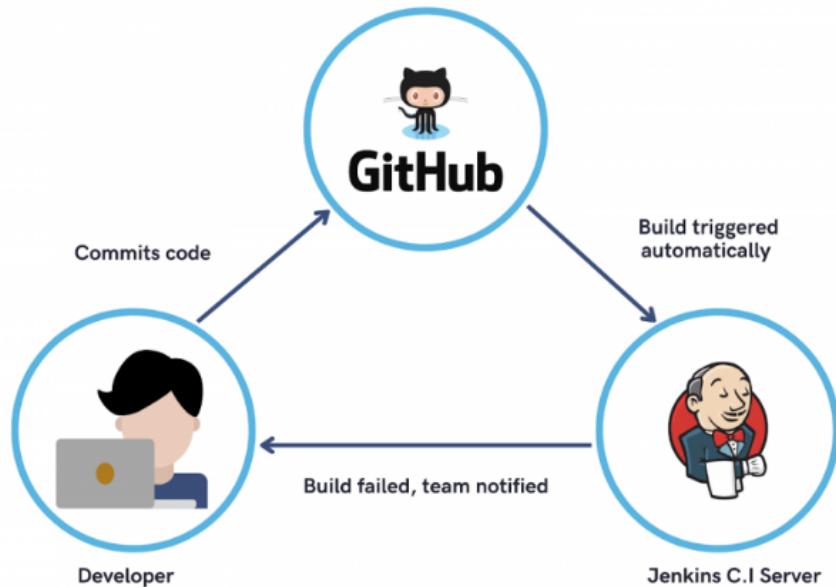 GitHub
Commits code
Build triggered
automatically
Build failed, team notified
Developer
Jenkins C.I Server